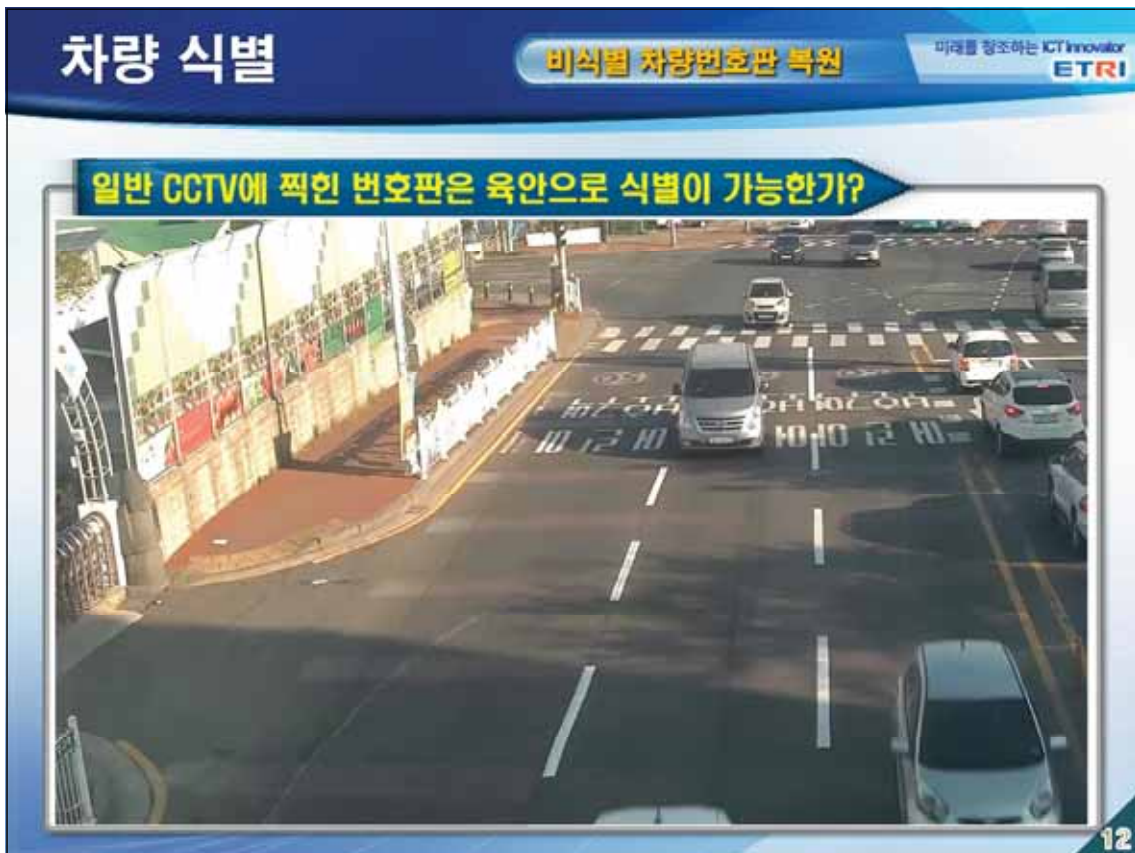 차량 식별
비식별 차량번호판 복원
미래를 창조하는 ICT Innovator
ETRI
일반 CCTV에 찍힌 번호판은 육안으로 식별이 가능한가?
12